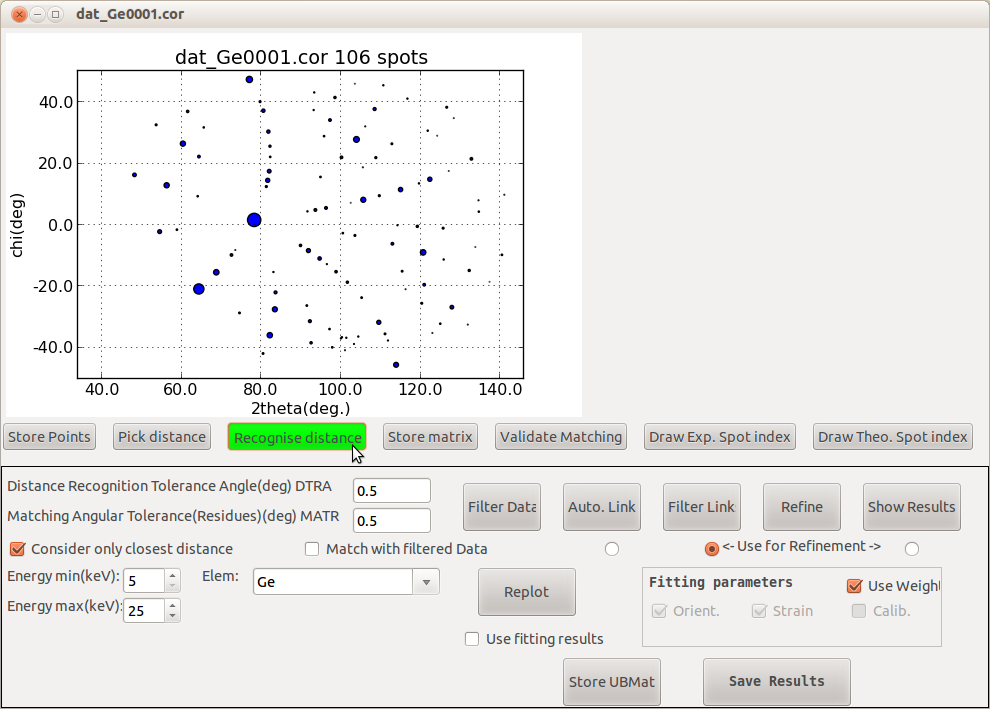 dat_Ge0001.cor
dat_Ge0001.cor 106 spots
40.0
20.0
0.0
-20.0
-40.0
chi(deg)
40.0 60.0 80.0 100.0 120.0 140.0
2theta(deg.)
Store Points Pick distance Recognise distance Store matrix Validate Matching Draw Exp. Spot index Draw Theo. Spot index
Distance Recognition Tolerance Angle(deg) DTRA 0.5
Matching Angular Tolerance(Residues)(deg) MATR 0.5
Filter Data Auto. Link Filter Link Refine Show Results
Consider only closest distance Match with filtered Data <- Use for Refinement ->
Energy min(keV): 5 Elem: Ge
Energy max(keV): 25
Replot
Use fitting results
Fitting parameters Use Weigh
Orient. Strain Calib.
Store UBMat Save Results